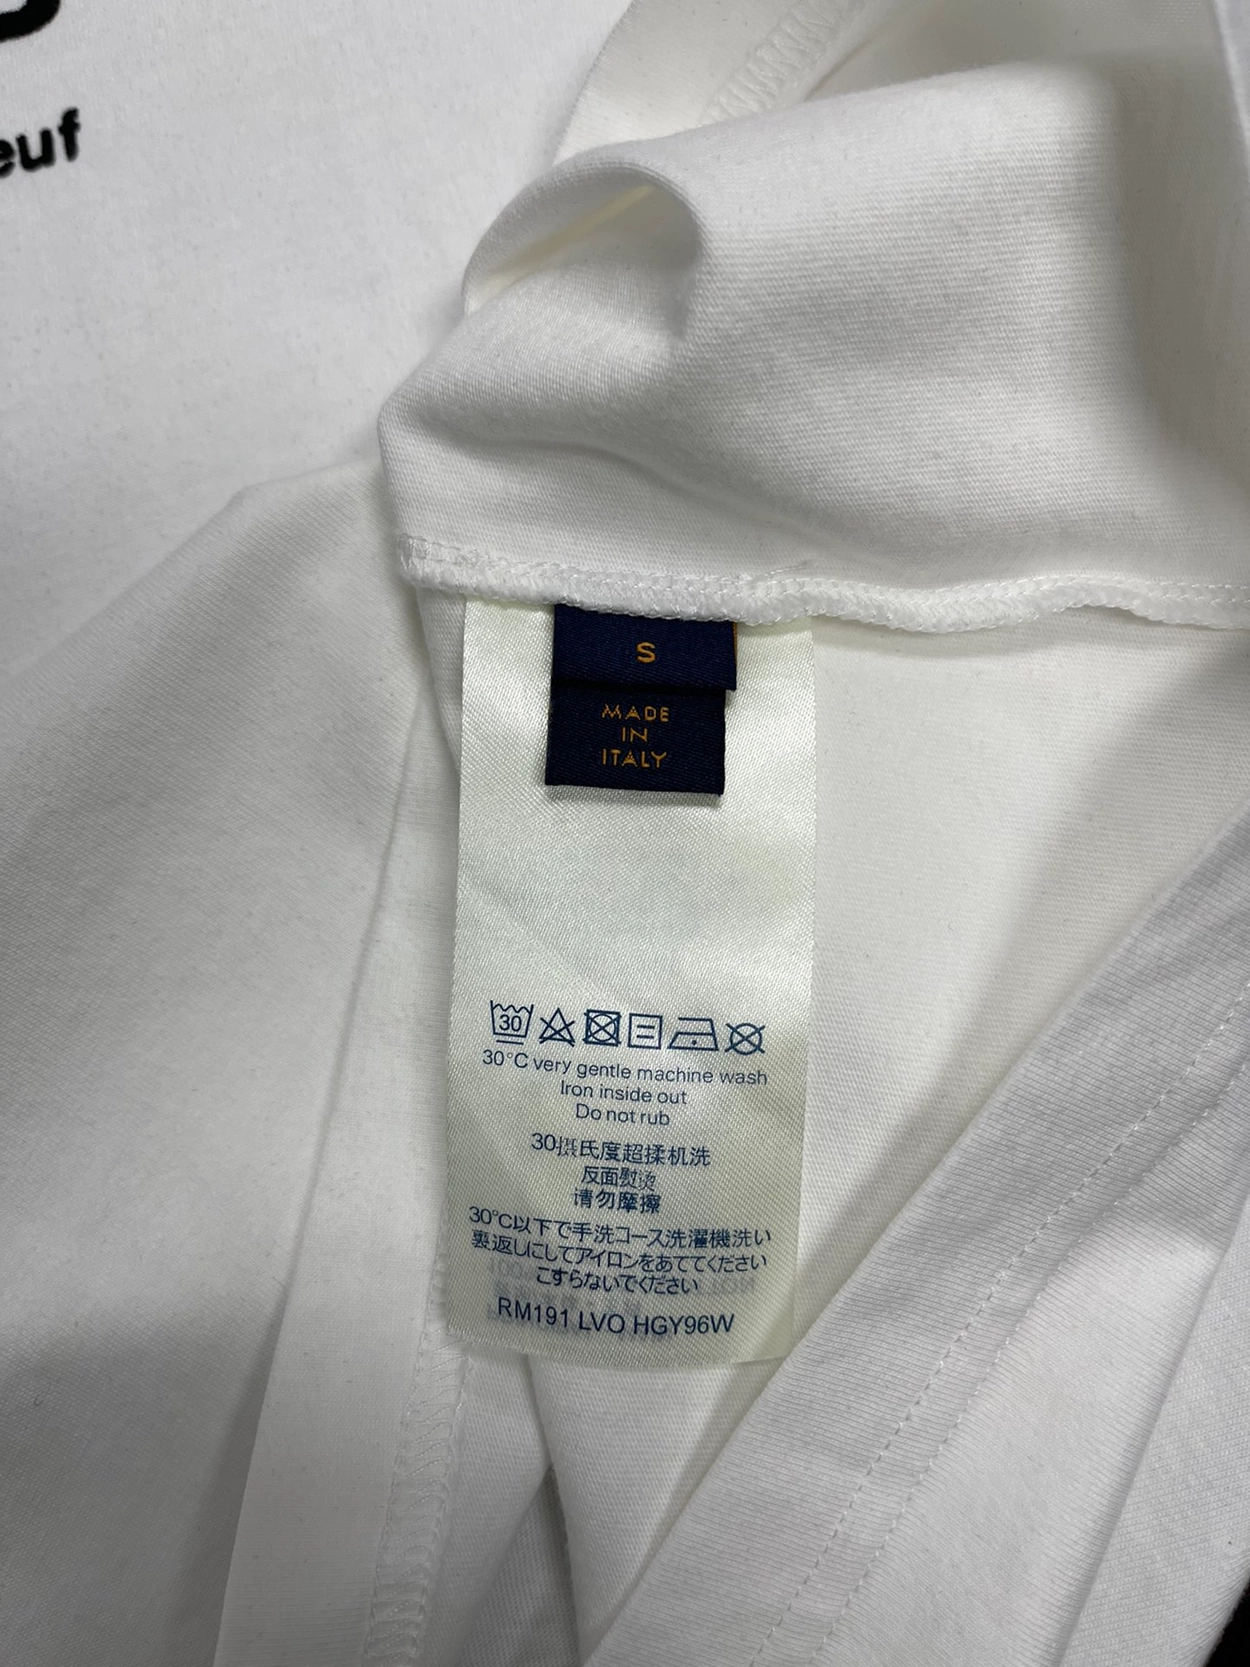 euf
S
MADE
IN
ITALY
30
30°C very gentle machine wash
Iron inside out
Do not rub
30摄氏度超揉机洗
反面熨烫
请勿摩擦
30℃以下で手洗コース洗濯機洗い
裏返しにしてアイロンをあててください
こすらないでください
RM191 LVO HGY96W